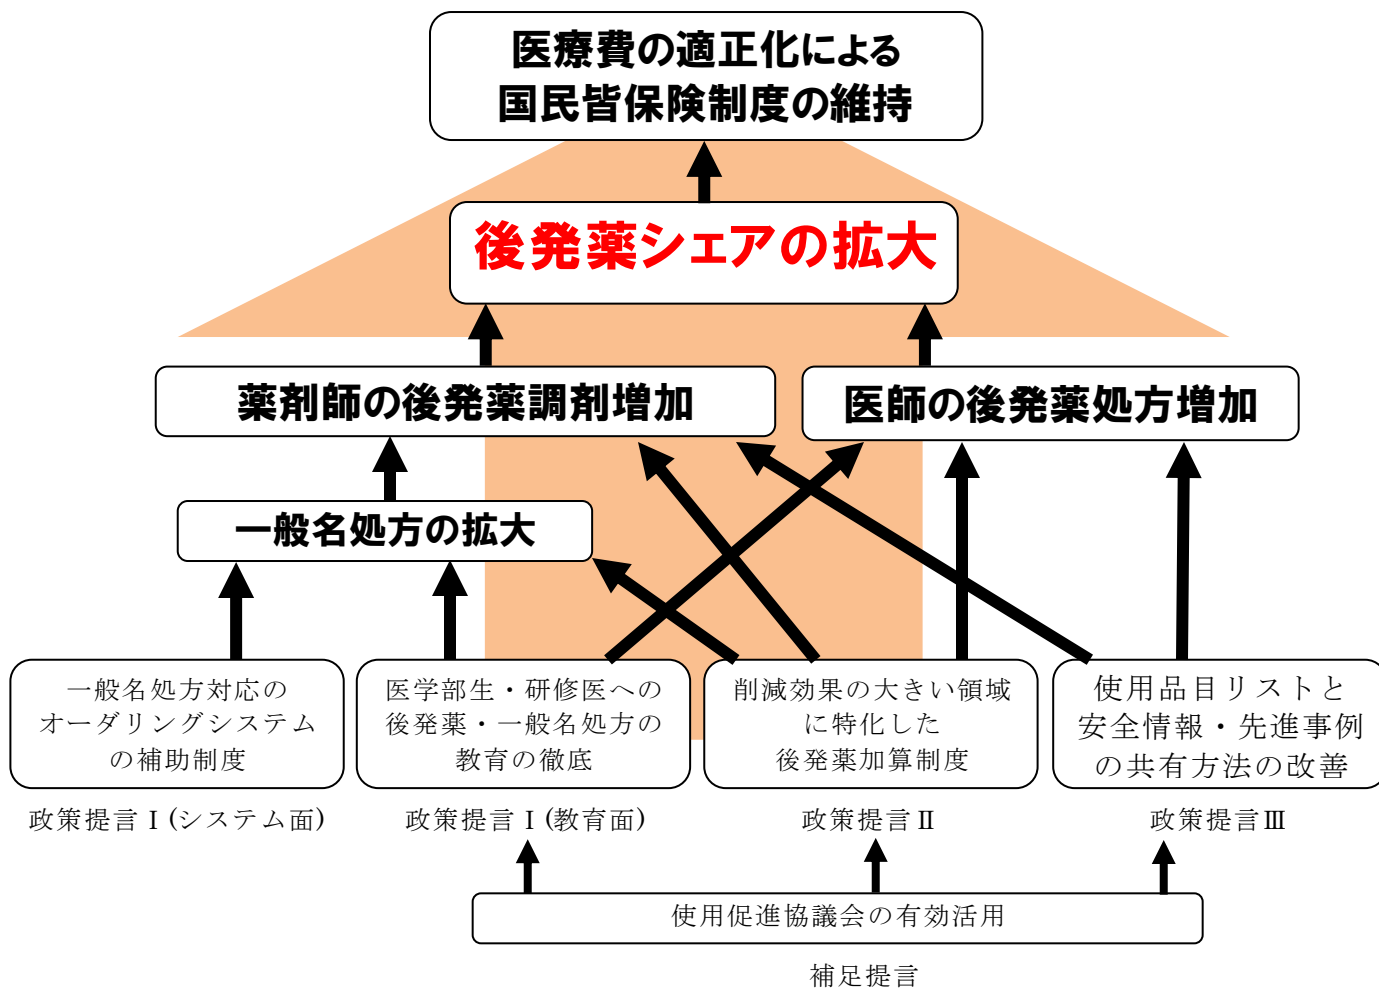 医療費の適正化による
国民皆保険制度の維持
後発薬シェアの拡大
薬剤師の後発薬調剤増加
医師の後発薬処方増加
一般名処方の拡大
一般名処方対応の
オーダリングシステム
の補助制度
医学部生・研修医への
後発薬・一般名処方の
教育の徹底
削減効果の大きい領域
に特化した
後発薬加算制度
使用品目リストと
安全情報・先進事例
の共有方法の改善
政策提言Ⅰ(システム面)
政策提言Ⅰ(教育面)
政策提言Ⅱ
政策提言Ⅲ
使用促進協議会の有効活用
補足提言